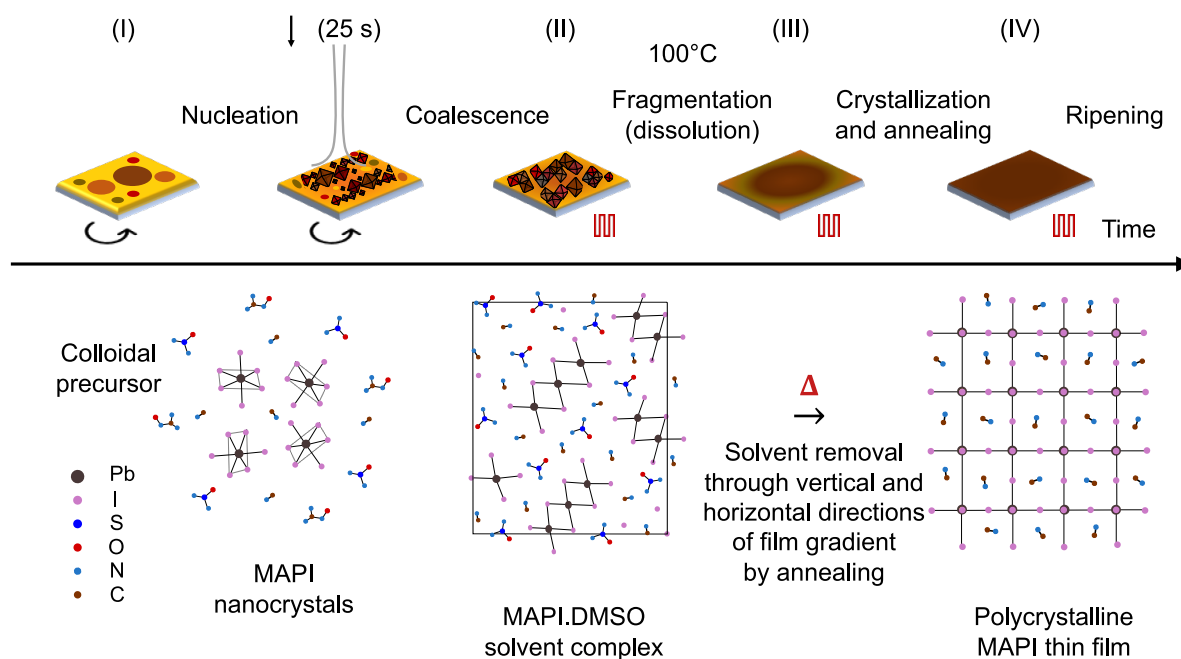 (I)
(25 s)
(II)
(III)
(IV)
100°C
Nucleation
Coalescence
Fragmentation
(dissolution)
Crystallization
and annealing
Ripening
Time
Colloidal
precursor
Pb
I
S
O
N
C
MAPI
nanocrystals
MAPI.DMSO
solvent complex
Δ
Solvent removal
through vertical and
horizontal directions
of film gradient
by annealing
Polycrystalline
MAPI thin film